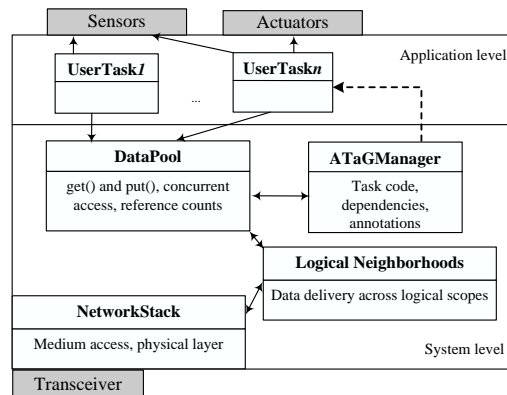 Sensors
Actuators
Application level
UserTask1
UserTaskn
...
DataPool
get() and put(), concurrent
access, reference counts
ATaGManager
Task code,
dependencies,
annotations
Logical Neighborhoods
Data delivery across logical scopes
NetworkStack
Medium access, physical layer
System level
Transceiver